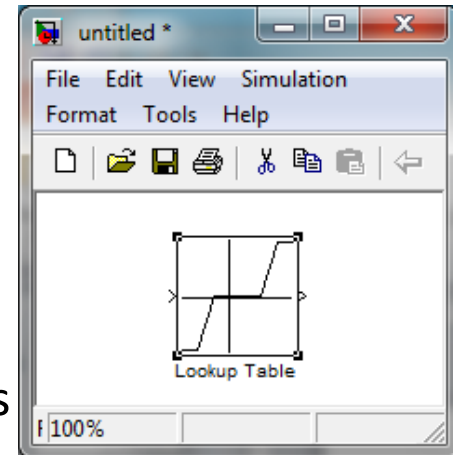 untitled *
File Edit View Simulation
Format Tools Help
Lookup Table
s
100%